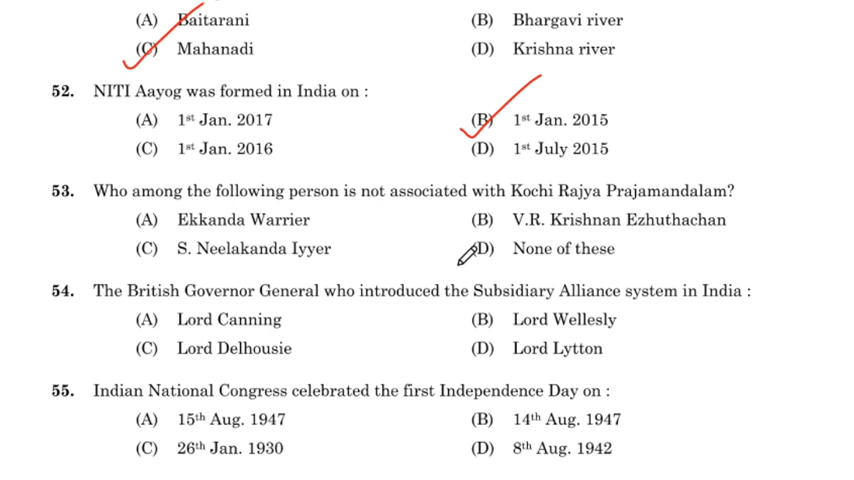 (A) Baitarani (B) Bhargavi river
(C) Mahanadi (D) Krishna river
52. NITI Aayog was formed in India on :
(A) 1st Jan. 2017 (B) 1st Jan. 2015
(C) 1st Jan. 2016 (D) 1st July 2015
53. Who among the following person is not associated with Kochi Rajya Prajamandalam?
(A) Ekkanda Warrier (B) V.R. Krishnan Ezhuthachan
(C) S. Neelakanda Iyyer (D) None of these
54. The British Governor General who introduced the Subsidiary Alliance system in India :
(A) Lord Canning (B) Lord Wellesly
(C) Lord Delhousie (D) Lord Lytton
55. Indian National Congress celebrated the first Independence Day on :
(A) 15th Aug. 1947 (B) 14th Aug. 1947
(C) 26th Jan. 1930 (D) 8th Aug. 1942